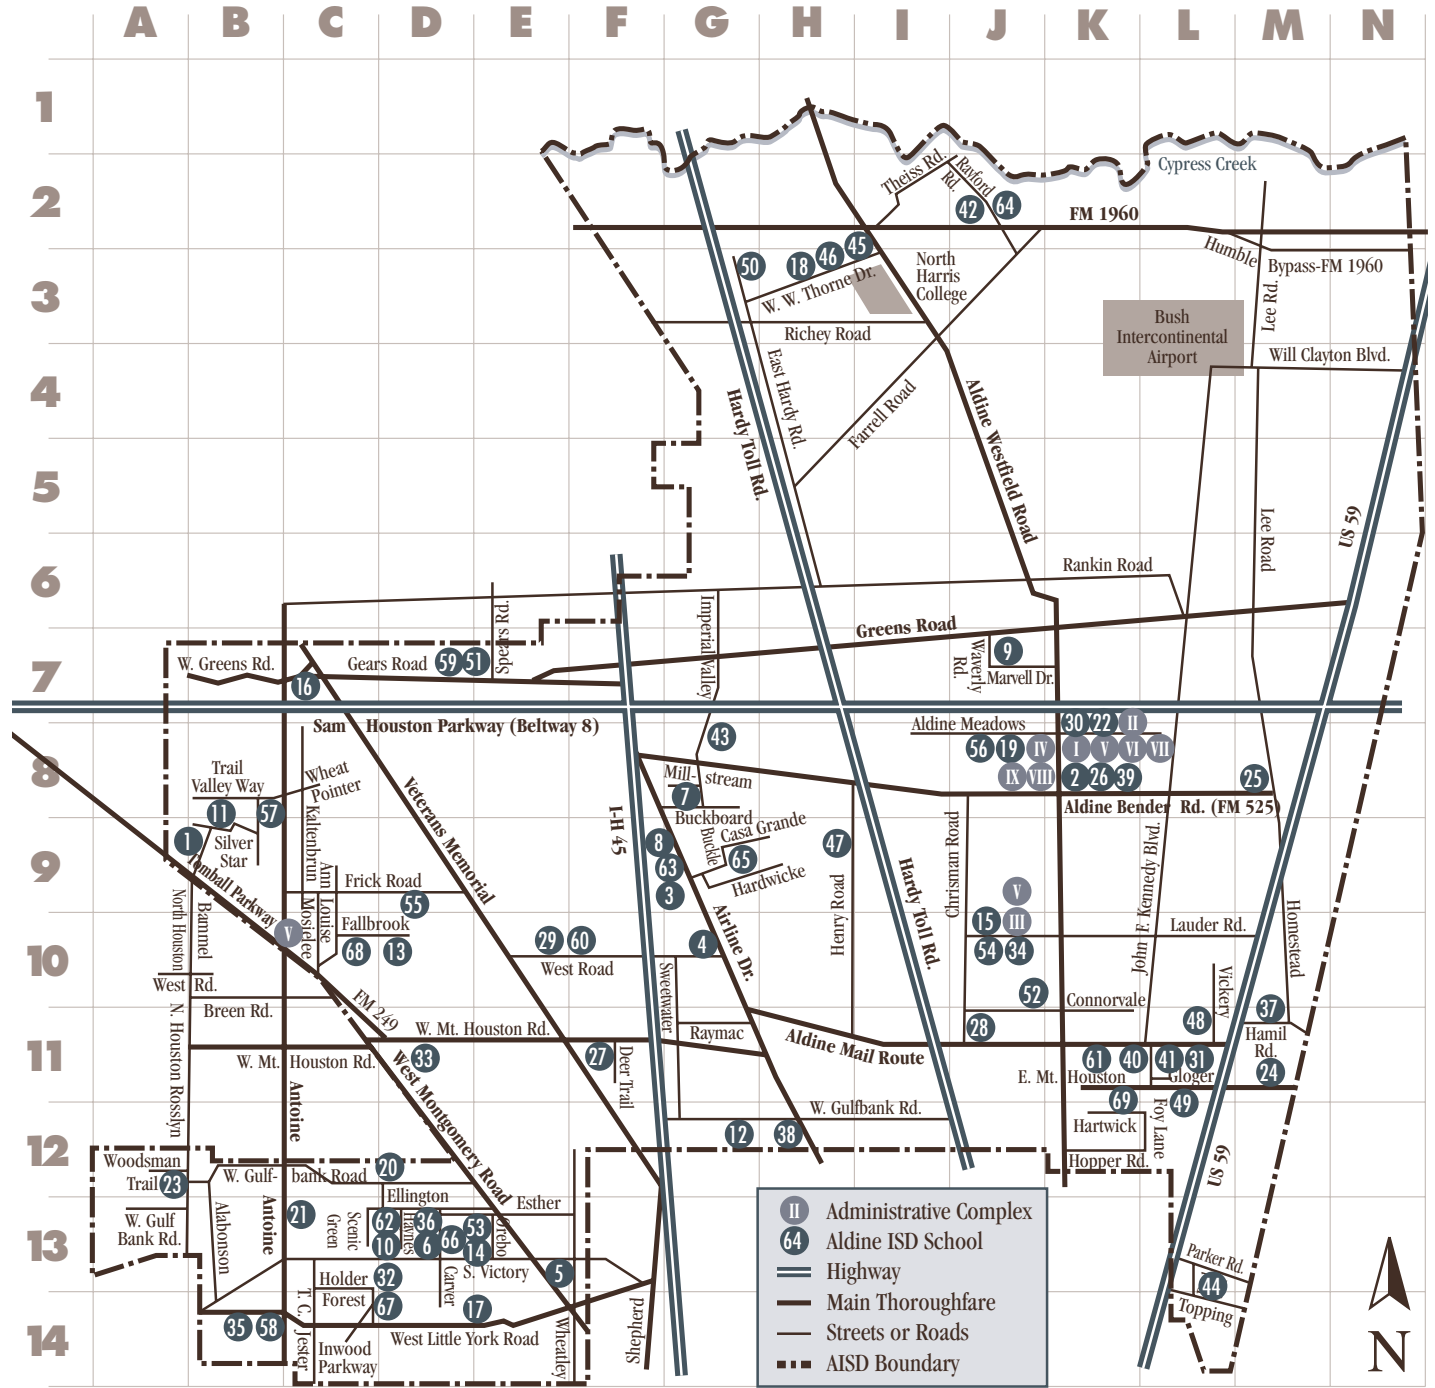 A B C D E F G H I J K L M N
1
Cypress Creek
Theiss Rd.
Rayford
Rd.
2
42 64
FM 1960
Humble
Bypass-FM 1960
45
46
18
50
North
Harris
College
W. W. Thorne Dr.
3
Lee Rd.
Richey Road
Bush
Intercontinental
Airport
Will Clayton Blvd.
East Hardy Rd.
4
Farrell Road
Hardy Toll Rd.
Aldine Westfield Road
5
US 59
Lee Road
6
Rankin Road
Imperial Valley
Spears Rd.
Greens Road
7
W. Greens Rd.
Gears Road
59 51
16
Waverly
Rd.
9
Marvell Dr.
Sam Houston Parkway (Beltway 8)
43
Aldine Meadows
30 22 II
56 19 IV I V VI VII
IX VIII 2 26 39
25
8
Trail
Valley Way
Wheat
Pointer
Mill-
stream
7
Buckboard
Aldine Bender Rd. (FM 525)
11 57
1
Silver
Star
Kaltenbrun
Veterans Memorial
I-H 45
8
63
3
Buckle
Casa Grande
65
Hardwicke
47
9
Tomball Parkway
Ann
Louise
Mosielee
Frick Road
55
Fallbrook
68 13
V
North Houston
Bammel
Airline Dr.
Henry Road
Hardy Toll Rd.
Chrisman Road
John F. Kennedy Blvd.
V
15 III
54 34
Lauder Rd.
Homestead
10
29 60
West Road
4
Sweetwater
West Rd.
Breen Rd.
FM 249
52
Connorvale
28
Vickery
48
37
Hamil
Rd.
24
11
N. Houston Rosslyn
W. Mt. Houston Rd.
W. Mt. Houston Rd.
33
27
Deer Trail
Raymac
Aldine Mail Route
61 40 41 31
E. Mt. Houston
Gloger
69
49
Hartwick
Foy Lane
Antoine
West Montgomery Road
W. Gulfbank Rd.
12 38
12
Hopper Rd.
US 59
Woodsman
Trail
23
W. Gulf-
bank Road
20
Ellington
Esther
W. Gulf
Bank Rd.
Alabonson
Antoine
21
Scenic
Green
62
Haynes
36
66
53
10
6
14
Orebo
13
S. Victory
5
Carver
Holder
32
Forest
67
17
T. C.
Jester
Inwood
Parkway
West Little York Road
Wheatley
Shepherd
35 58
14
Parker Rd.
44
Topping
II Administrative Complex
64 Aldine ISD School
Highway
Main Thoroughfare
Streets or Roads
AISD Boundary
N